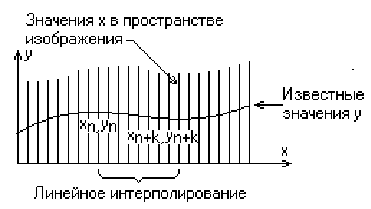 Значения x в пространстве
изображения
y
Известные
значения y
xn,yn
xn+k,yn+k
x
Линейное интерполирование